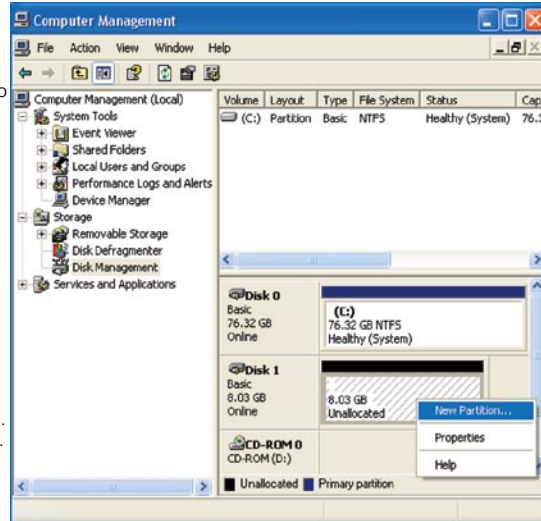 Computer Management
File Action View Window Help
Computer Management (Local)
System Tools
Event Viewer
Shared Folders
Local Users and Groups
Performance Logs and Alerts
Device Manager
Storage
Removable Storage
Disk Defragmenter
Disk Management
Services and Applications
Volume Layout Type File System Status Cap
(C:) Partition Basic NTFS Healthy (System) 76.3
Disk 0
Basic
76.32 GB
Online
(C:)
76.32 GB NTFS
Healthy (System)
Disk 1
Basic
8.03 GB
Online
8.03 GB
Unallocated
New Partition...
Properties
Help
CD-ROM 0
CD-ROM (D:)
Unallocated Primary partition